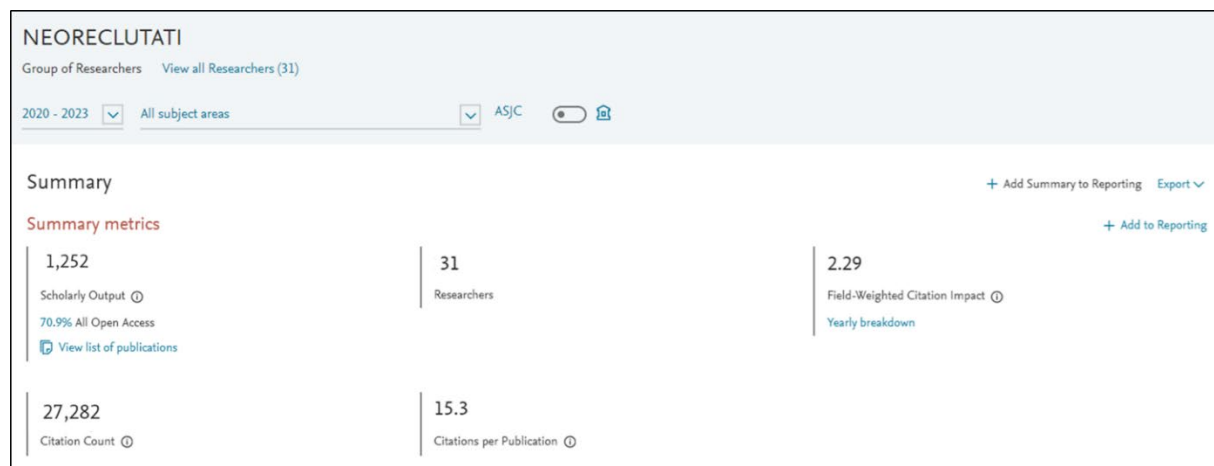 NEORECLUTATI
Group of Researchers View all Researchers (31)
2020 - 2023 All subject areas ASJC
Summary
+ Add Summary to Reporting Export
Summary metrics
+ Add to Reporting
1,252
Scholarly Output
70.9% All Open Access
View list of publications
31
Researchers
2.29
Field-Weighted Citation Impact
Yearly breakdown
27,282
Citation Count
15.3
Citations per Publication